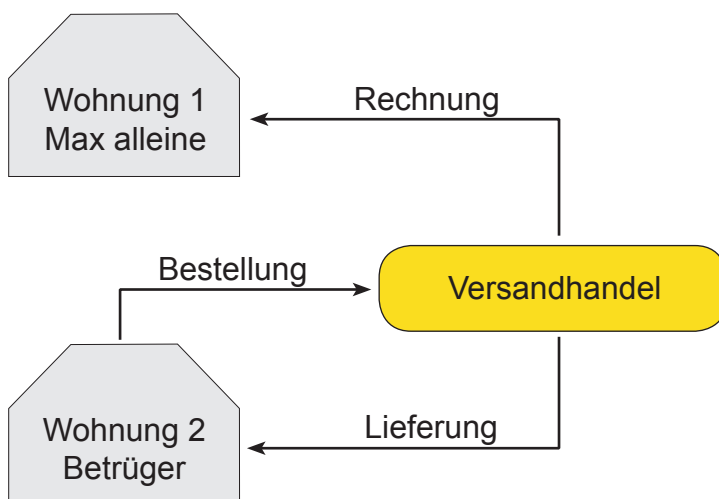 Wohnung 1
Max alleine
Rechnung
Bestellung
Versandhandel
Wohnung 2
Betrüger
Lieferung